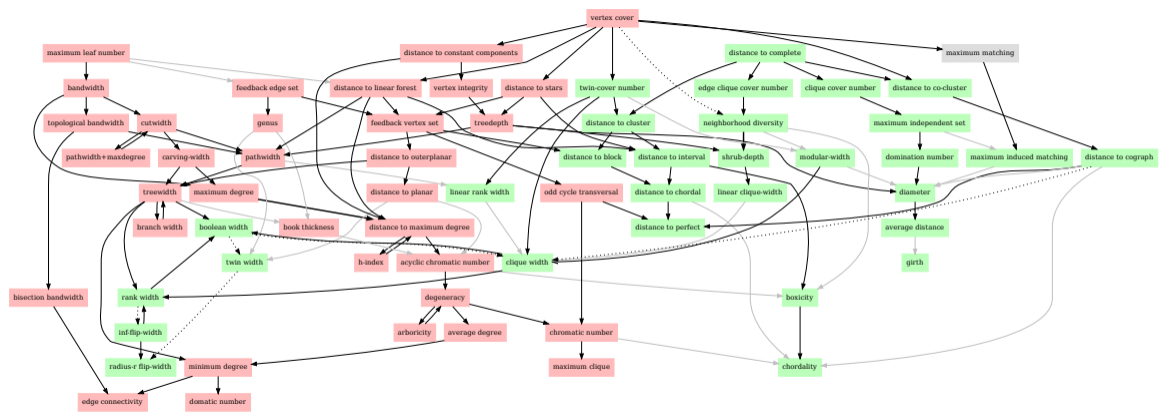 vertex cover
maximum leaf number
distance to constant components
distance to complete
maximum matching
bandwidth
feedback edge set
distance to linear forest
vertex integrity
distance to stars
twin-cover number
edge clique cover number
clique cover number
distance to co-cluster
topological bandwidth
cutwidth
genus
feedback vertex set
treedepth
distance to cluster
neighborhood diversity
maximum independent set
pathwidth+maxdegree
carving-width
pathwidth
distance to outerplanar
distance to block
distance to interval
shrub-depth
modular-width
domination number
maximum induced matching
distance to cograph
treewidth
maximum degree
distance to planar
linear rank width
odd cycle transversal
distance to chordal
linear clique-width
diameter
branch width
boolean width
book thickness
distance to maximum degree
distance to perfect
average distance
twin width
h-index
acyclic chromatic number
clique width
girth
bisection bandwidth
rank width
degeneracy
boxicity
inf-flip-width
arboricity
average degree
chromatic number
radius-r flip-width
minimum degree
maximum clique
chordality
edge connectivity
domatic number